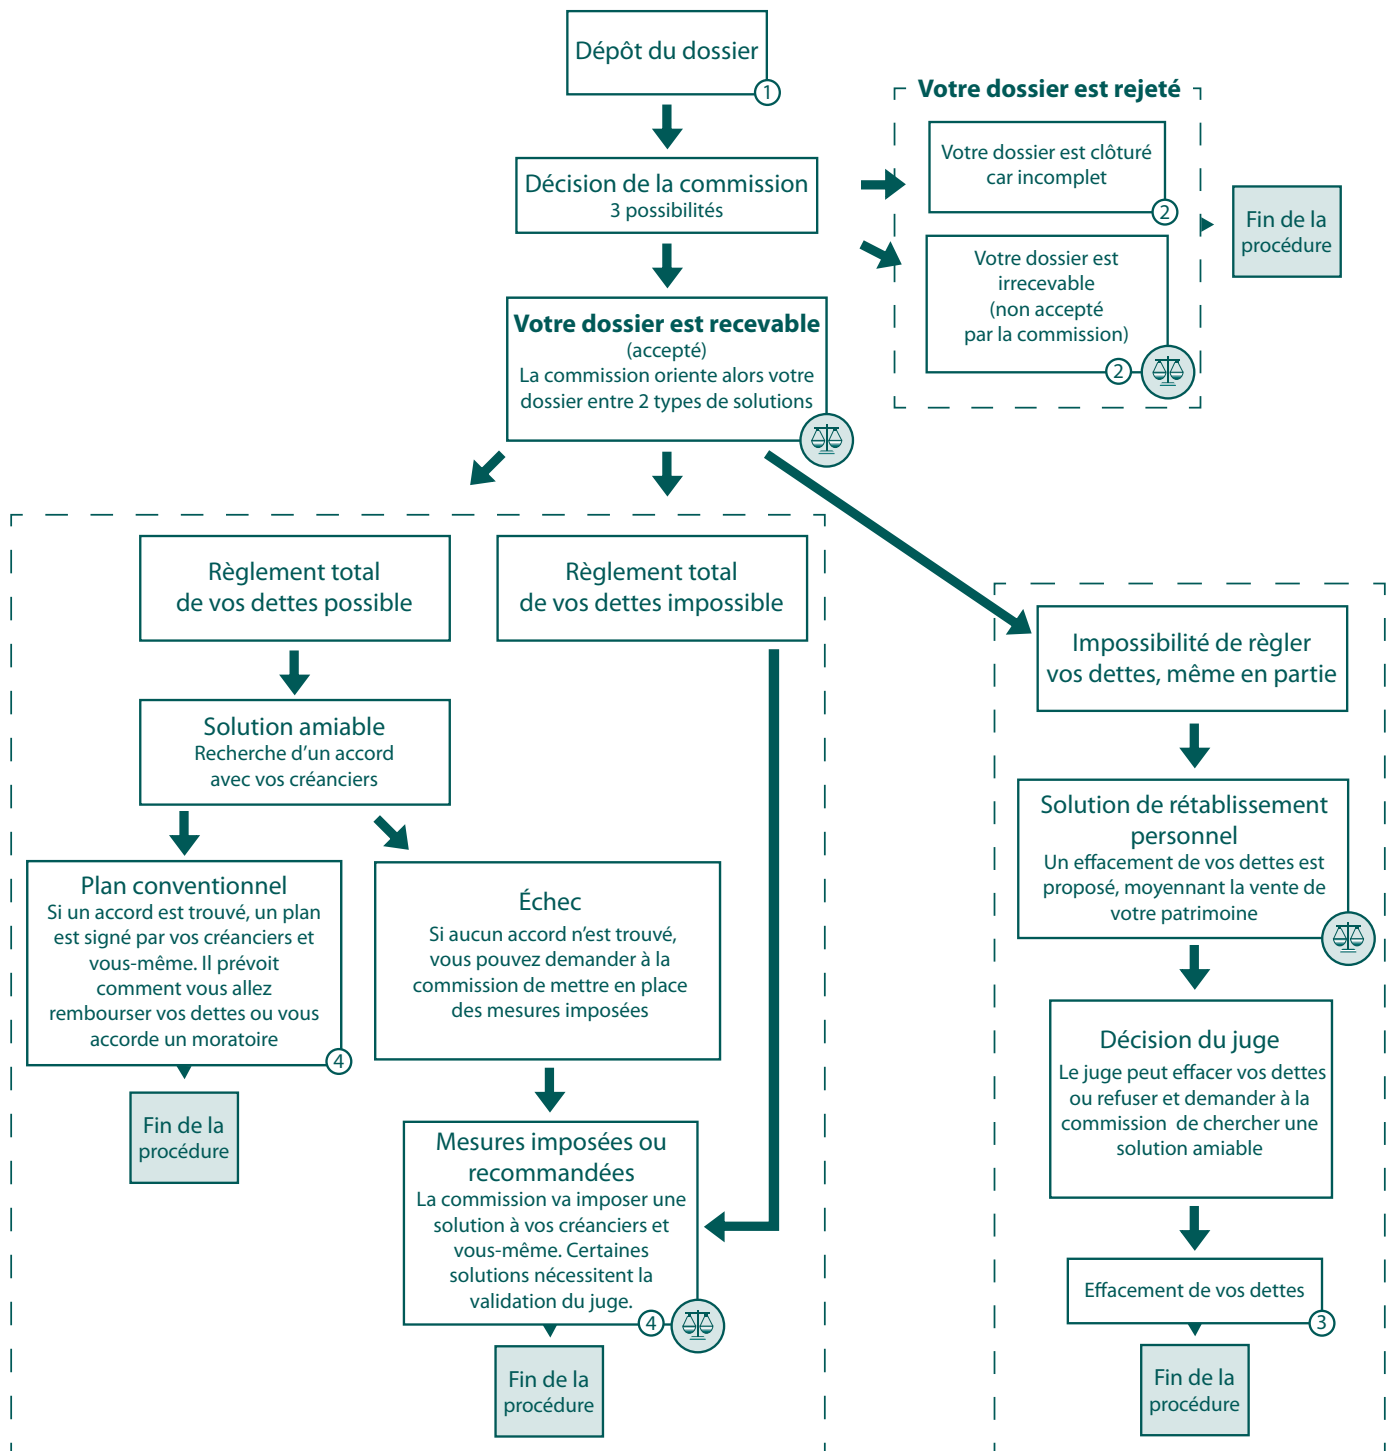 Dépôt du dossier
1
Décision de la commission
3 possibilités
Votre dossier est rejeté
Votre dossier est clôturé
car incomplet
2
Votre dossier est
irrecevable
(non accepté
par la commission)
2
Fin de la
procédure
Votre dossier est recevable
(accepté)
La commission oriente alors votre
dossier entre 2 types de solutions
Règlement total
de vos dettes possible
Règlement total
de vos dettes impossible
Solution amiable
Recherche d’un accord
avec vos créanciers
Plan conventionnel
Si un accord est trouvé, un plan
est signé par vos créanciers et
vous-même. Il prévoit
comment vous allez
rembourser vos dettes ou vous
accorde un moratoire
4
Fin de la
procédure
Échec
Si aucun accord n’est trouvé,
vous pouvez demander à la
commission de mettre en place
des mesures imposées
Mesures imposées ou
recommandées
La commission va imposer une
solution à vos créanciers et
vous-même. Certaines
solutions nécessitent la
validation du juge.
4
Fin de la
procédure
Impossibilité de règler
vos dettes, même en partie
Solution de rétablissement
personnel
Un effacement de vos dettes est
proposé, moyennant la vente de
votre patrimoine
Décision du juge
Le juge peut effacer vos dettes
ou refuser et demander à la
commission de chercher une
solution amiable
Effacement de vos dettes
3
Fin de la
procédure